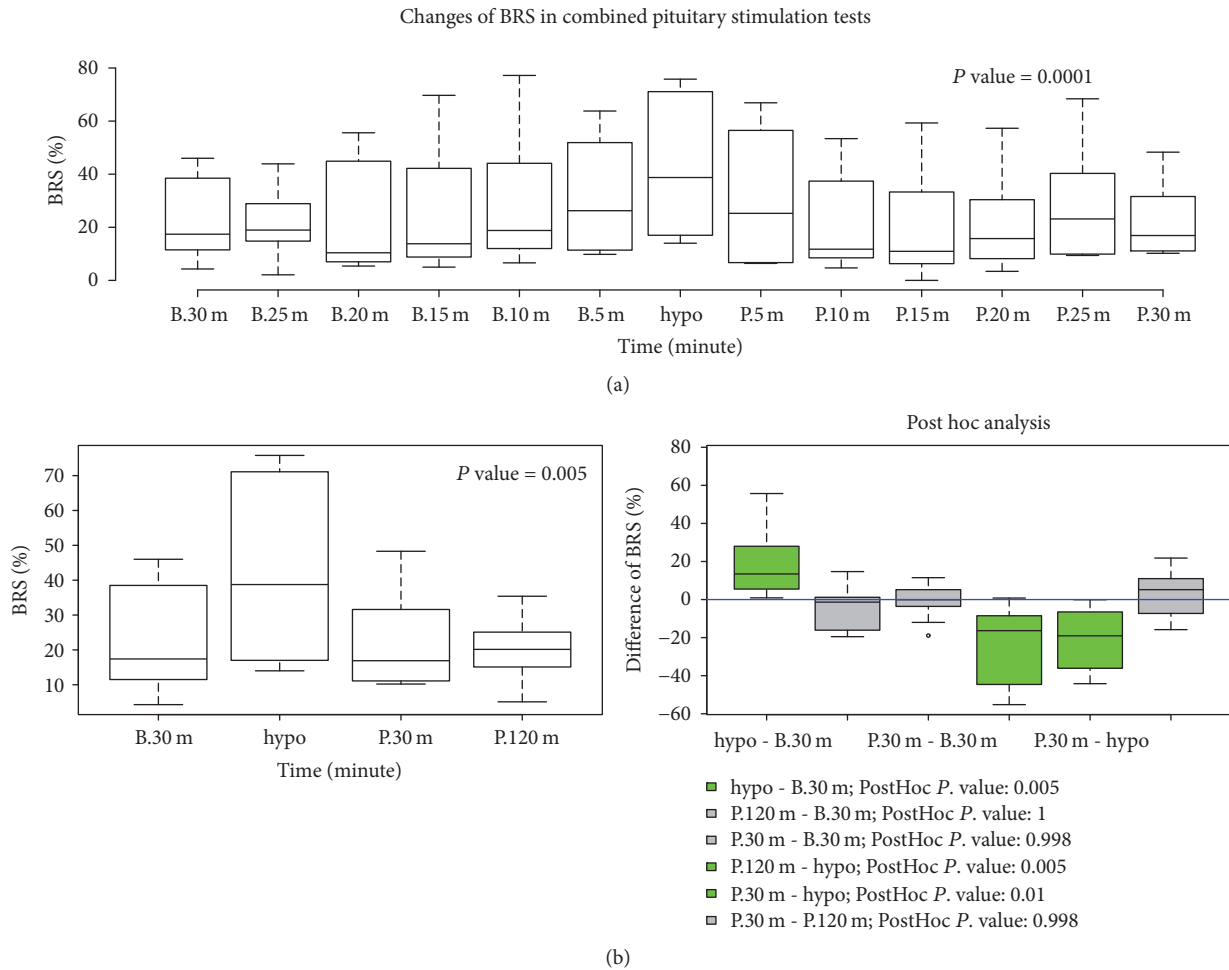 Changes of BRS in combined pituitary stimulation tests
P value = 0.0001
BRS (%)
80
60
40
20
0
B.30 m B.25 m B.20 m B.15 m B.10 m B.5 m hypo P.5 m P.10 m P.15 m P.20 m P.25 m P.30 m
Time (minute)
(a)
P value = 0.005
BRS (%)
70
60
50
40
30
20
10
B.30 m hypo P.30 m P.120 m
Time (minute)
Post hoc analysis
Difference of BRS (%)
80
60
40
20
0
−20
−40
−60
hypo - B.30 m P.30 m - B.30 m P.30 m - hypo
hypo - B.30 m; PostHoc P. value: 0.005
P.120 m - B.30 m; PostHoc P. value: 1
P.30 m - B.30 m; PostHoc P. value: 0.998
P.120 m - hypo; PostHoc P. value: 0.005
P.30 m - hypo; PostHoc P. value: 0.01
P.30 m - P.120 m; PostHoc P. value: 0.998
(b)